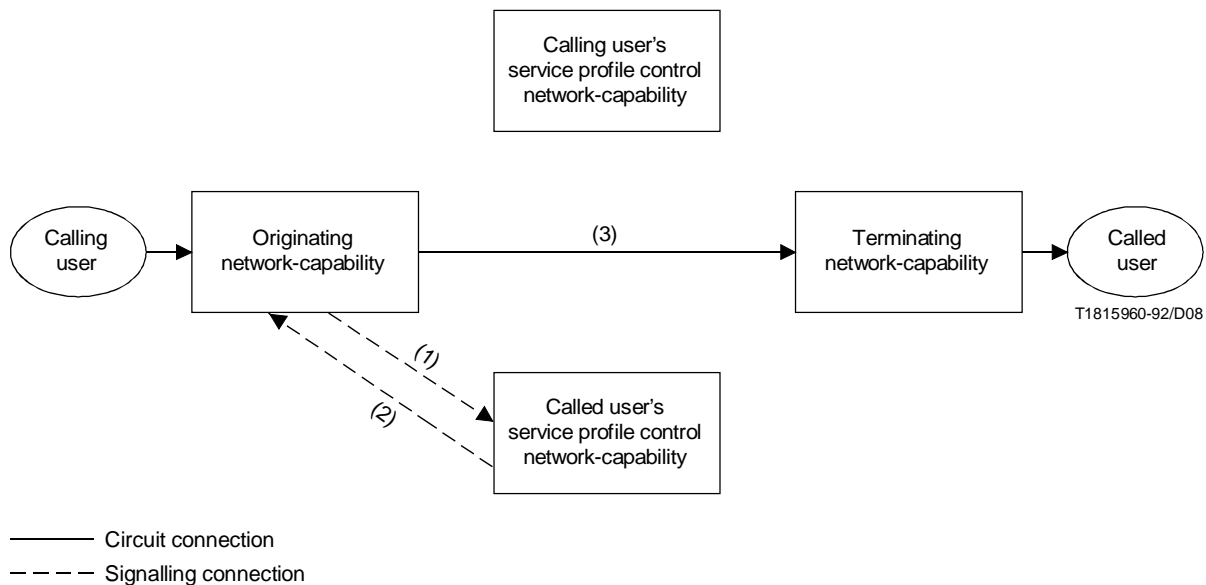 Calling user's
service profile control
network-capability
Calling
user
Originating
network-capability
(3)
Terminating
network-capability
Called
user
T1815960-92/D08
(1)
(2)
Called user's
service profile control
network-capability
Circuit connection
Signalling connection